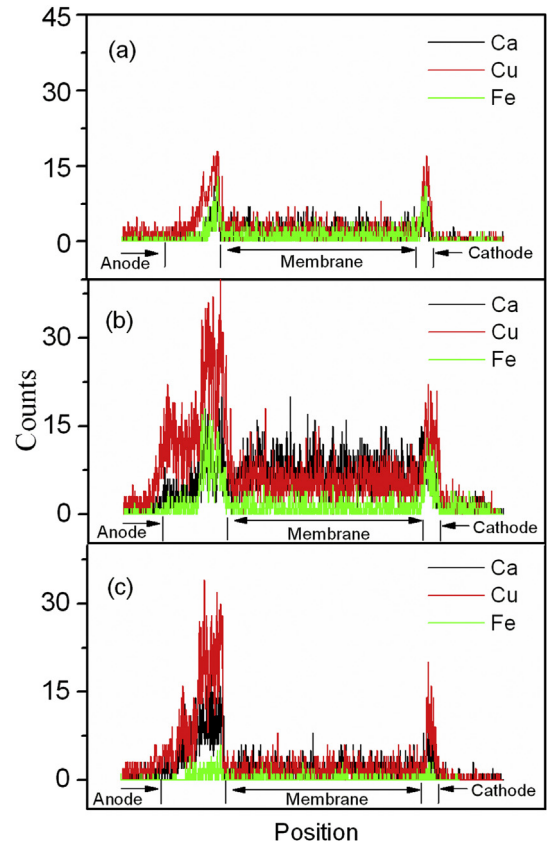 45
(a)
Ca
Cu
Fe
30
15
0
Anode
Membrane
Cathode
(b)
Ca
Cu
Fe
30
15
0
Counts
Anode
Membrane
Cathode
(c)
Ca
Cu
Fe
30
15
0
Anode
Membrane
Cathode
Position